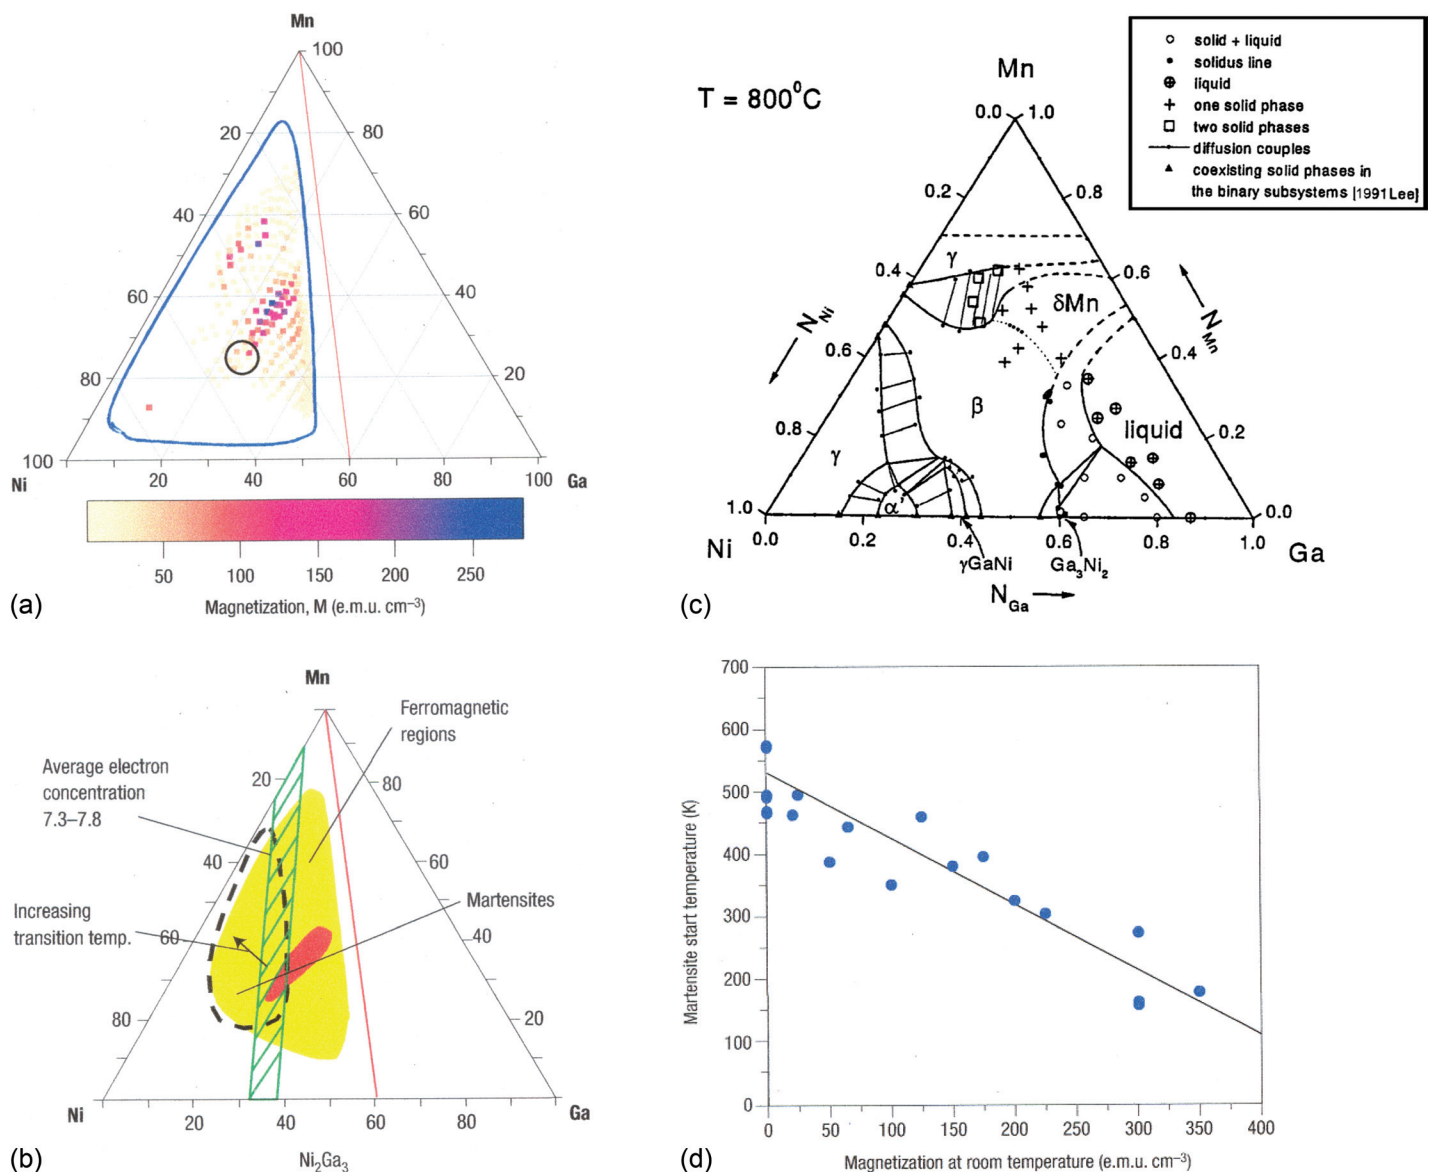 Mn
100
20
80
40
60
60
40
80
20
100
Ni
20
40
60
80
100
Ga
50
100
150
200
250
Magnetization, M (e.m.u. cm⁻³)
(a)
T = 800⁰C
solid + liquid
solidus line
liquid
one solid phase
two solid phases
diffusion couples
coexisting solid phases in
the binary subsystems [1991Lee]
Mn
0.0
1.0
0.2
0.8
γ
0.4
0.6
δMn
N_Ni
N_Mn
0.6
0.4
β
liquid
0.8
0.2
γ
α'
1.0
0.0
Ni
0.0
0.2
0.4
0.6
0.8
1.0
Ga
γGaNi
Ga₃Ni₂
N_Ga
(c)
Mn
Ferromagnetic
regions
Average electron
concentration
7.3–7.8
20
80
40
60
Martensites
Increasing
transition temp.
60
40
80
20
Ni
20
40
60
80
Ga
Ni₂Ga₃
(b)
700
600
500
400
300
200
100
0
Martensite start temperature (K)
0
50
100
150
200
250
300
350
400
Magnetization at room temperature (e.m.u. cm⁻³)
(d)